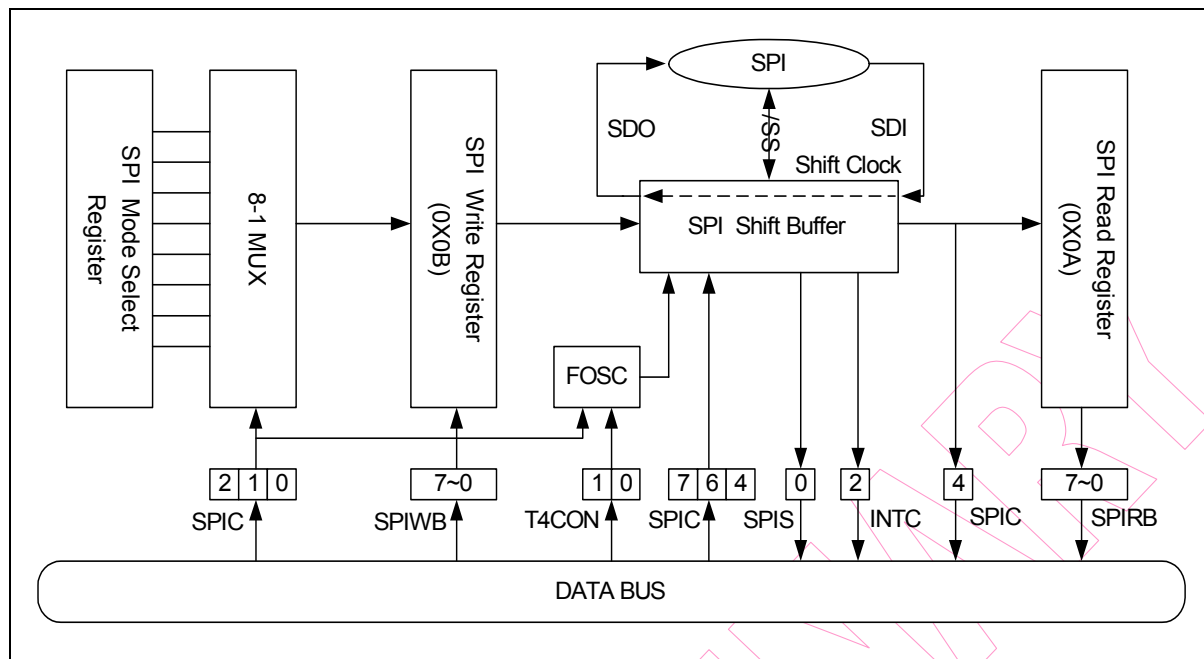 SPI
SDO
/SS
SDI
Shift Clock
SPI Mode Select
Register
8-1 MUX
SPI Write Register
(0X0B)
SPI Shift Buffer
SPI Read Register
(0X0A)
FOSC
2 1 0
7~0
1 0
7 6 4
0
2
4
7~0
SPIC
SPIWB
T4CON
SPIC
SPIS
INTC
SPIC
SPIRB
DATA BUS